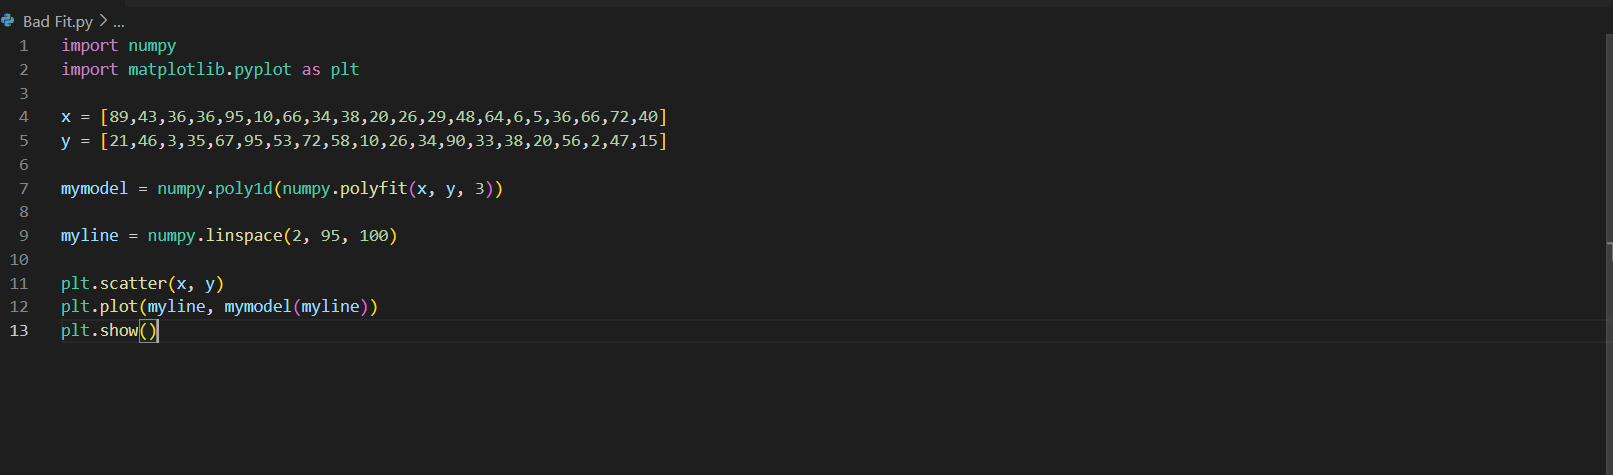 Bad Fit.py > ...
1 import numpy
2 import matplotlib.pyplot as plt
3
4 x = [89,43,36,36,95,10,66,34,38,20,26,29,48,64,6,5,36,66,72,40]
5 y = [21,46,3,35,67,95,53,72,58,10,26,34,90,33,38,20,56,2,47,15]
6
7 mymodel = numpy.poly1d(numpy.polyfit(x, y, 3))
8
9 myline = numpy.linspace(2, 95, 100)
10
11 plt.scatter(x, y)
12 plt.plot(myline, mymodel(myline))
13 plt.show()